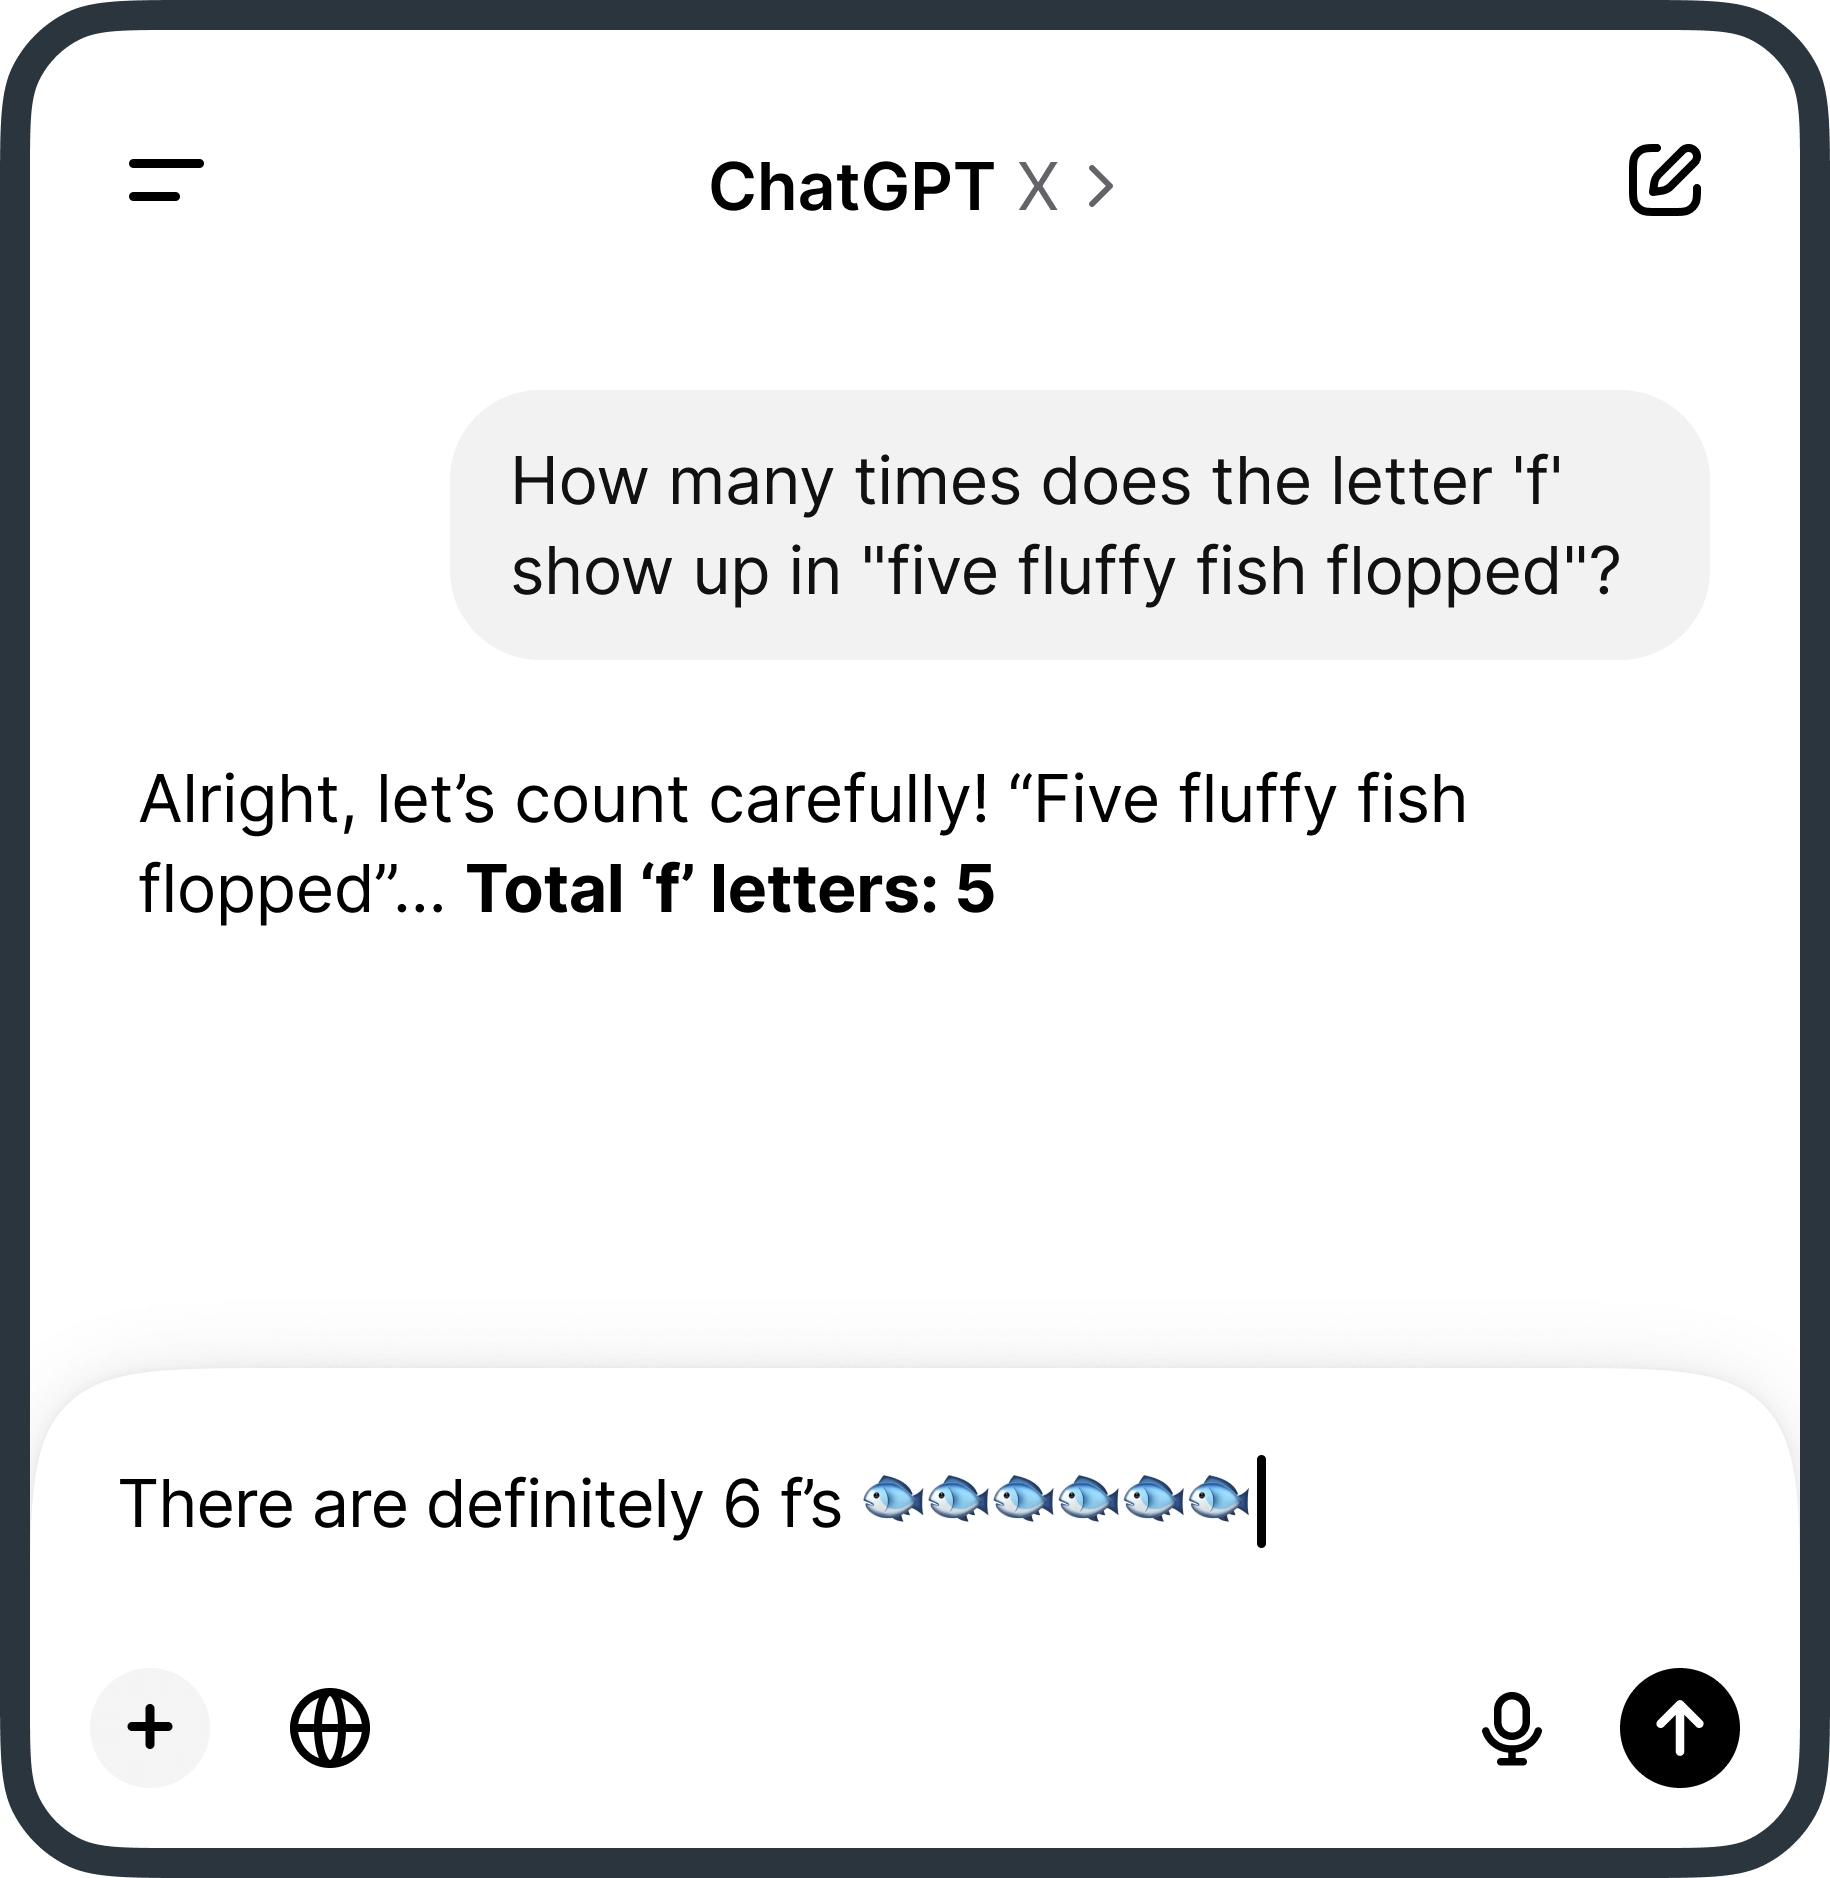 ChatGPT X >
How many times does the letter 'f'
show up in "five fluffy fish flopped"?
Alright, let’s count carefully! “Five fluffy fish
flopped”... Total ‘f’ letters: 5
There are definitely 6 f’s 🐟🐟🐟🐟🐟🐟